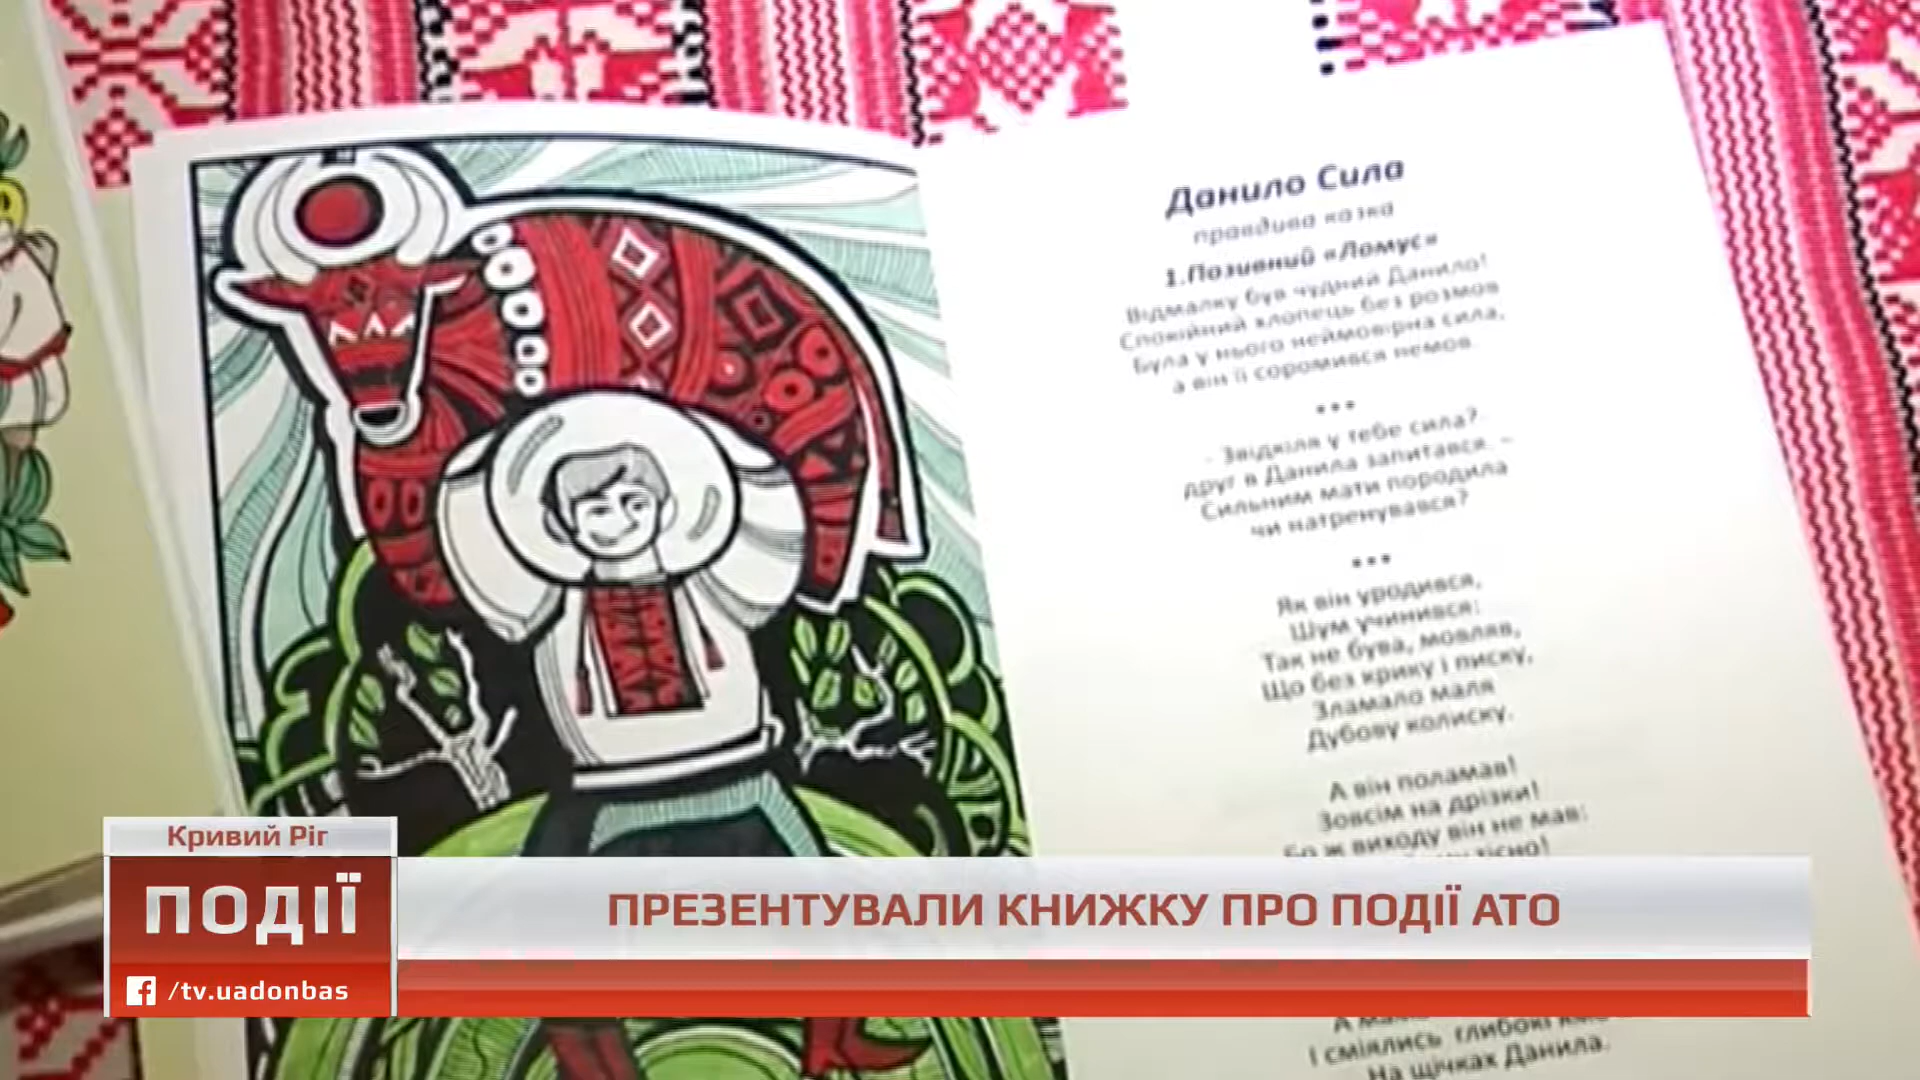 Данило Сила
правдива казка
1.Позивний «Ломус»
Відмалку був чудний Данило!
Спокійний хлопець без розмов
Була у нього неймовірна сила,
а він її соромився немов.
•••
- Звідкіля у тебе сила?-
друг в Данила запитався. –
Сильним мати породила
чи натренувався?
•••
Як він уродився,
Шум учинився:
Так не бува, мовляв,
Що без крику і писку,
Зламало маля
Дубову колиску.
А він поламав!
Зовсім на дрізки!
Бо ж виходу він не мав:
тісно!
І сміялись глибокі
На щічках Данила.
Кривий Ріг
ПОДІЇ
/tv.uadonbas
ПРЕЗЕНТУВАЛИ КНИЖКУ ПРО ПОДІЇ АТО